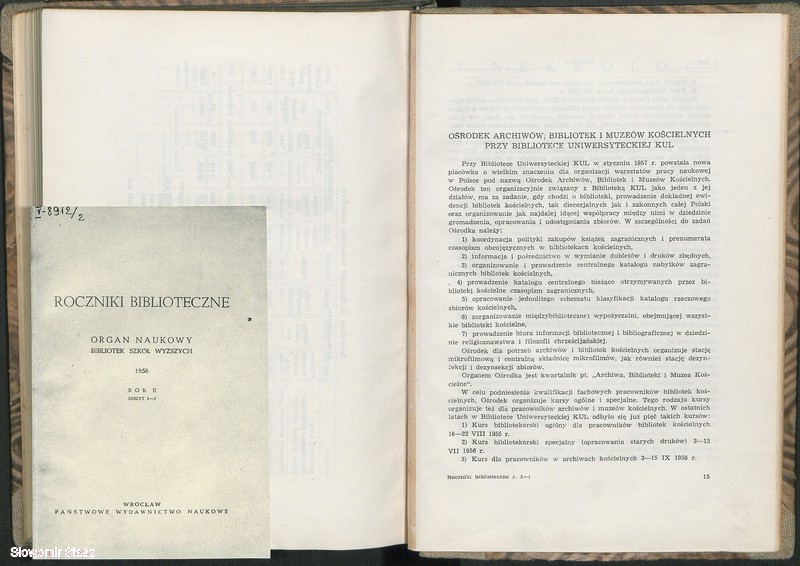 V-8912/2
ROCZNIKI BIBLIOTECZNE
ORGAN NAUKOWY
BIBLIOTEK SZKÓŁ WYŻSZYCH
1958
ROK II
ZESZYT 1—2
WROCŁAW
PAŃSTWOWE WYDAWNICTWO NAUKOWE
OŚRODEK ARCHIWÓW, BIBLIOTEK I MUZEÓW KOŚCIELNYCH
PRZY BIBLIOTECE UNIWERSYTECKIEJ KUL
Przy Bibliotece Uniwersyteckiej KUL w styczniu 1957 r. powstała nowa
placówka o wielkim znaczeniu dla organizacji warsztatów pracy naukowej
w Polsce pod nazwą Ośrodek Archiwów, Bibliotek i Muzeów Kościelnych.
Ośrodek ten organizacyjnie związany z Biblioteką KUL jako jeden z jej
działów, ma za zadanie, gdy chodzi o biblioteki, prowadzenie dokładnej ewi-
dencji bibliotek kościelnych, tak diecezjalnych jak i zakonnych całej Polski
oraz organizowanie jak najdalej idącej współpracy między nimi w dziedzinie
gromadzenia, opracowania i udostępniania zbiorów. W szczególności do zadań
Ośrodka należy:
1) koordynacja polityki zakupów książek zagranicznych i prenumerata
czasopism obcojęzycznych w bibliotekach kościelnych,
2) informacja i pośrednictwo w wymianie dubletów i druków zbędnych,
3) organizowanie i prowadzenie centralnego katalogu nabytków zagra-
nicznych bibliotek kościelnych,
4) prowadzenie katalogu centralnego bieżąco otrzymywanych przez bi-
blioteki kościelne czasopism zagranicznych,
5) opracowanie jednolitego schematu klasyfikacji katalogu rzeczowego
zbiorów kościelnych,
6) zorganizowanie międzybibliotecznej wypożyczalni, obejmującej wszyst-
kie biblioteki kościelne,
7) prowadzenie biura informacji bibliotecznej i bibliograficznej w dziedzi-
nie religioznawstwa i filozofii chrześcijańskiej.
Ośrodek dla potrzeb archiwów i bibliotek kościelnych organizuje stację
mikrofilmową i centralną składnicę mikrofilmów, jak również stację dezyn-
fekcji i dezynsekcji zbiorów.
Organem Ośrodka jest kwartalnik pt. „Archiwa, Biblioteki i Muzea Koś-
cielne".
W celu podniesienia kwalifikacji fachowych pracowników bibliotek koś-
cielnych, Ośrodek organizuje kursy ogólne i specjalne. Tego rodzaju kursy
organizuje też dla pracowników archiwów i muzeów kościelnych. W ostatnich
latach w Bibliotece Uniwersyteckiej KUL odbyło się już pięć takich kursów:
1) Kurs bibliotekarski ogólny dla pracowników bibliotek kościelnych
16—22 VIII 1955 r.
2) Kurs bibliotekarski specjalny (opracowania starych druków) 3—12
VII 1956 r.
3) Kurs dla pracowników w archiwach kościelnych 3—15 IX 1956 r.
Roczniki biblioteczne z. 3—4
15